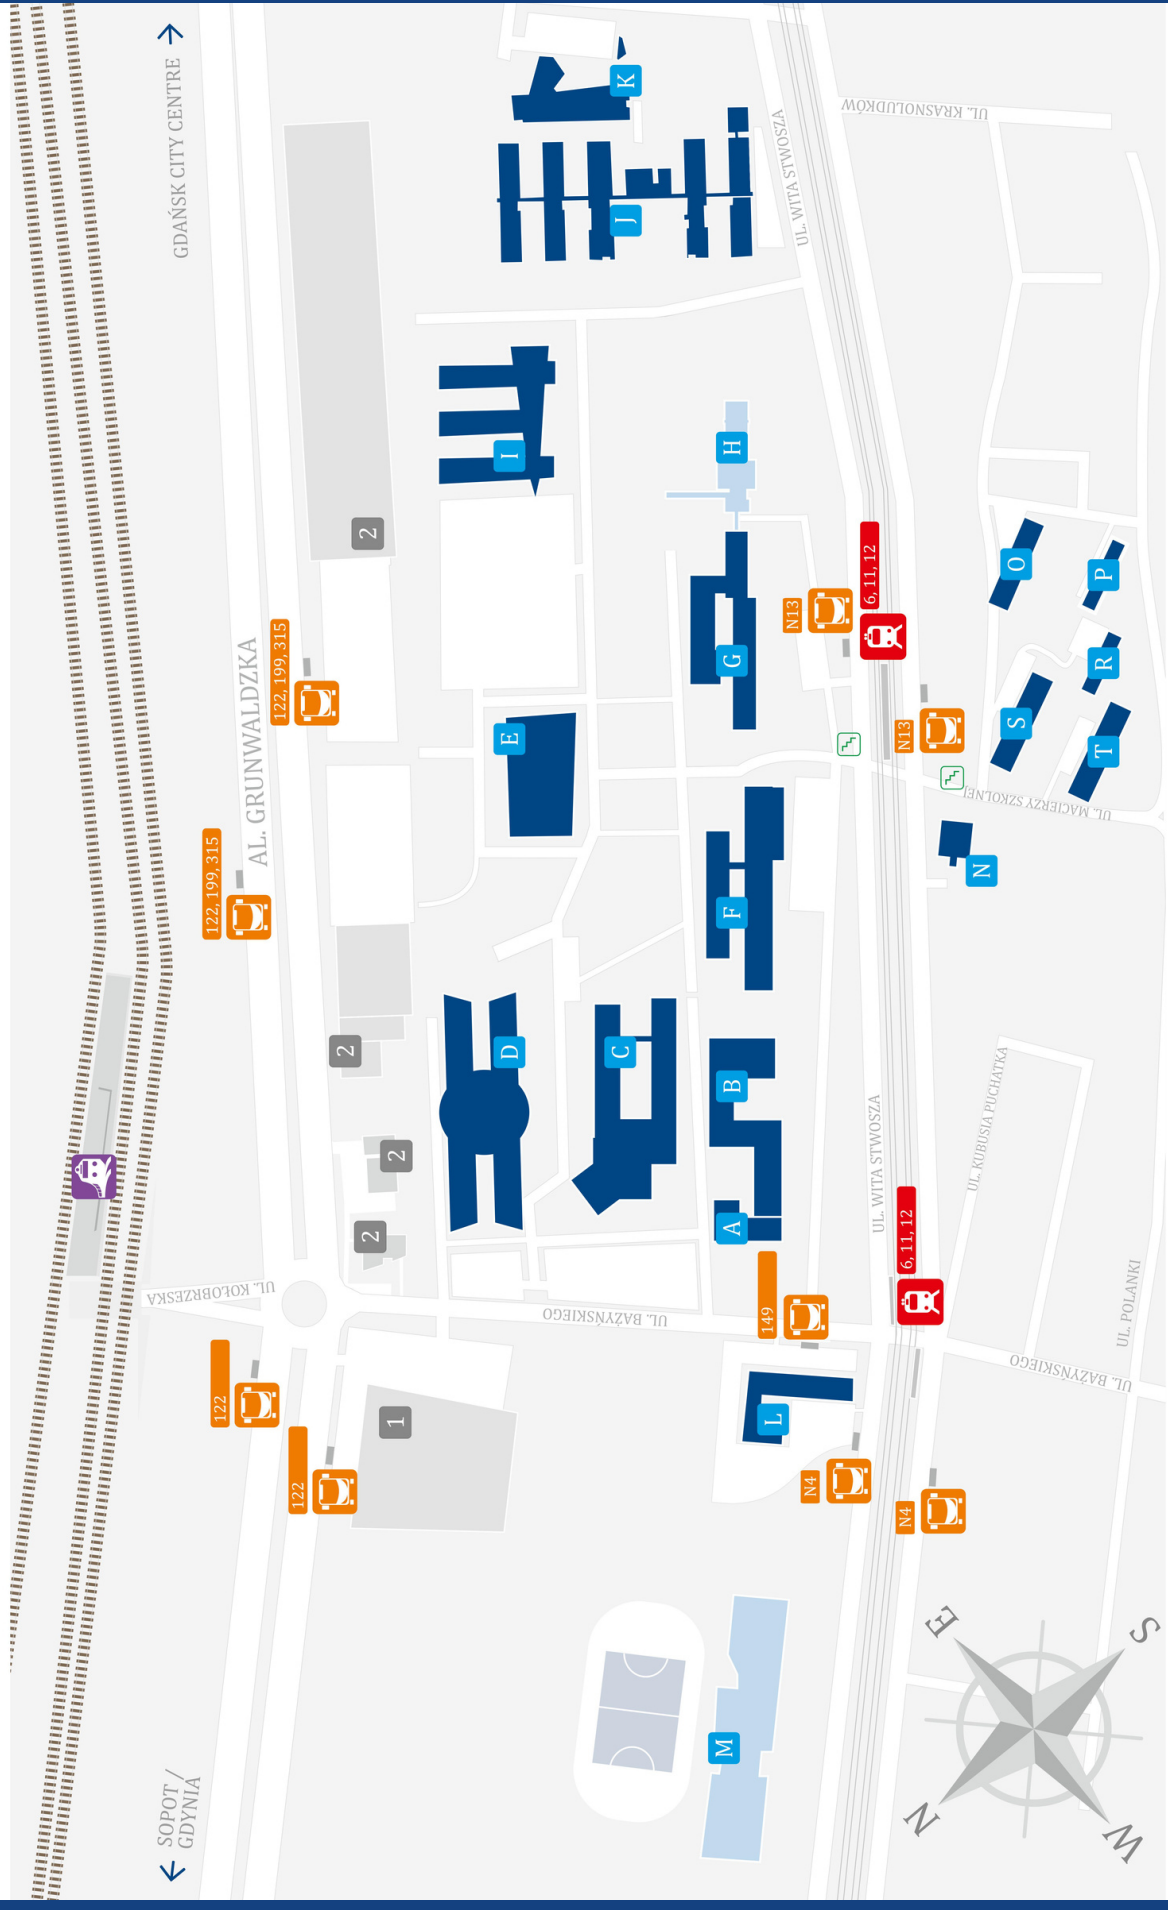 GDAŃSK CITY CENTRE
K
UL. KRASNOLUDKÓW
UL. WITA STWOSZA
J
I
H
2
6, 11, 12
N13
O
P
122, 199, 315
AL. GRUNWALDZKA
G
R
S
E
N13
T
UL. MACIERZY SZKOLNEJ
122, 199, 315
F
N
2
D
C
B
2
UL. WITA STWOSZA
UL. KUBUSIA PUCHATKA
2
A
6, 11, 12
UL. KOŁOBRZESKA
UL. BAŻYŃSKIEGO
149
UL. POLANKI
UL. BAŻYŃSKIEGO
122
1
L
122
N4
N4
E
S
M
SOPOT /
GDYNIA
N
W